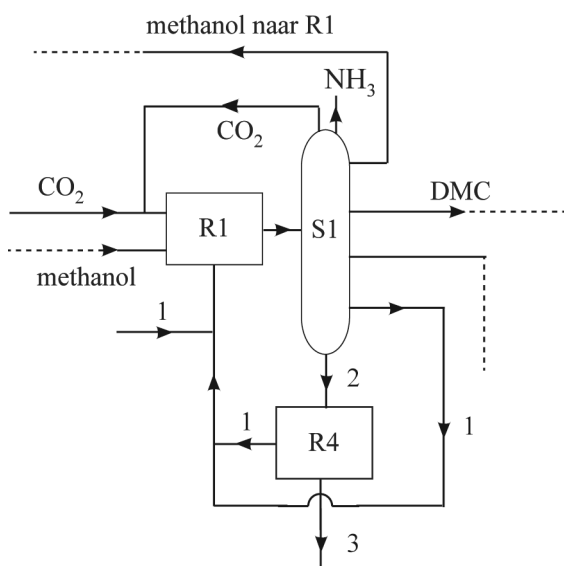 methanol naar R1
NH₃
CO₂
CO₂
DMC
R1
S1
methanol
1
2
1
1
R4
3